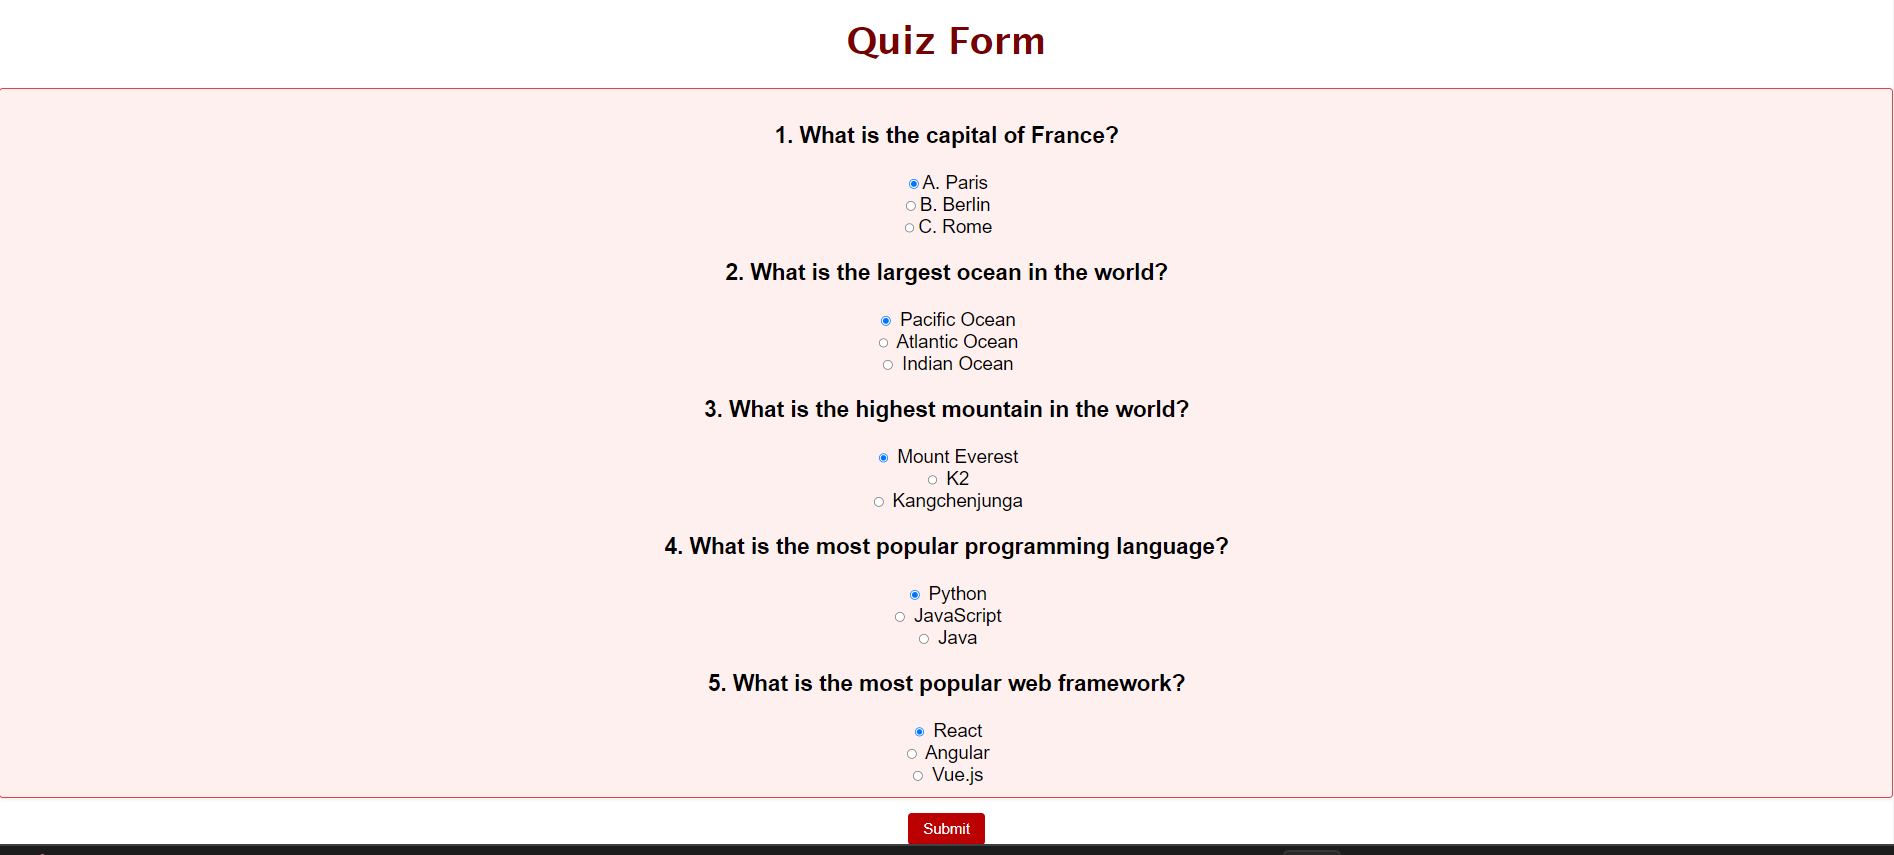 Quiz Form
1. What is the capital of France?
A. Paris
B. Berlin
C. Rome
2. What is the largest ocean in the world?
Pacific Ocean
Atlantic Ocean
Indian Ocean
3. What is the highest mountain in the world?
Mount Everest
K2
Kangchenjunga
4. What is the most popular programming language?
Python
JavaScript
Java
5. What is the most popular web framework?
React
Angular
Vue.js
Submit